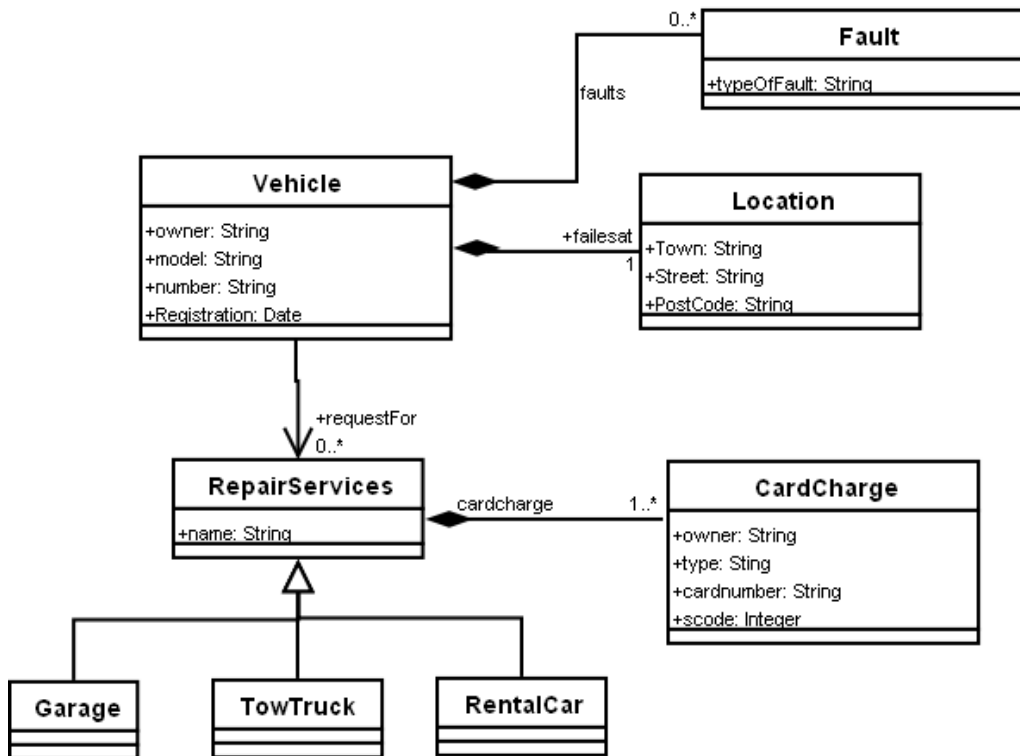 0..*
Fault
+typeOfFault: String
faults
Vehicle
+owner: String
+model: String
+number: String
+Registration: Date
+failesat
1
Location
+Town: String
+Street: String
+PostCode: String
+requestFor
0..*
RepairServices
+name: String
cardcharge
1..*
CardCharge
+owner: String
+type: Sting
+cardnumber: String
+scode: Integer
Garage
TowTruck
RentalCar